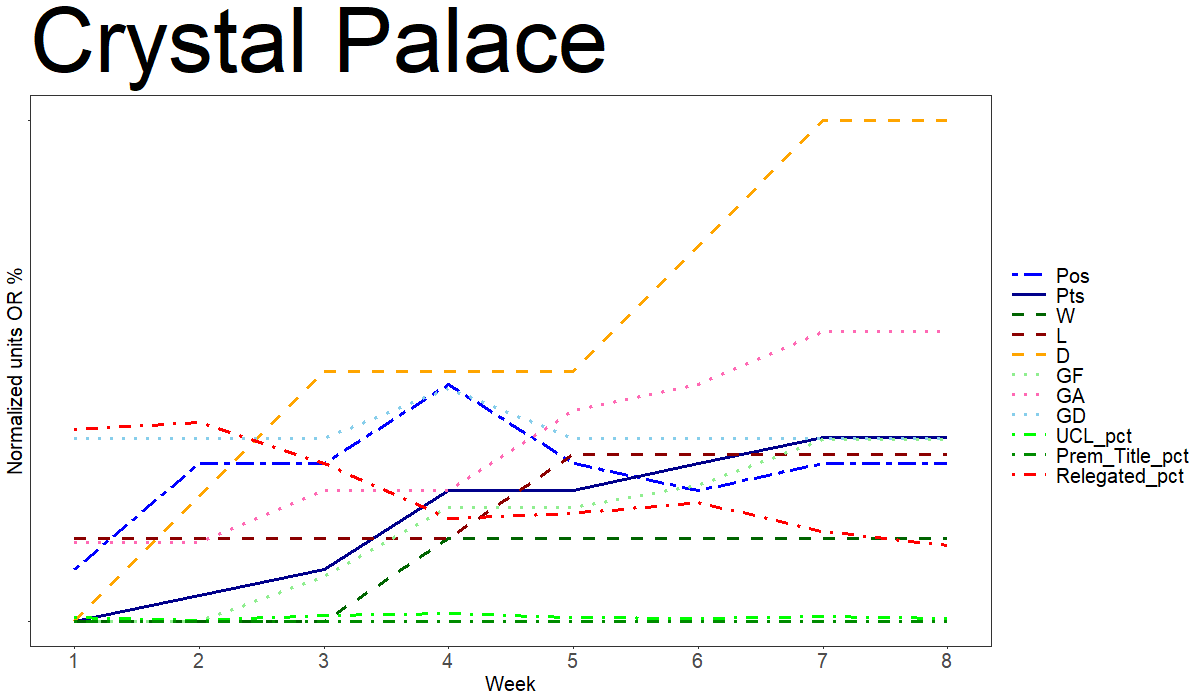 Crystal Palace
Normalized units OR %
Pos
Pts
W
L
D
GF
GA
GD
UCL_pct
Prem_Title_pct
Relegated_pct
1 2 3 4 5 6 7 8
Week